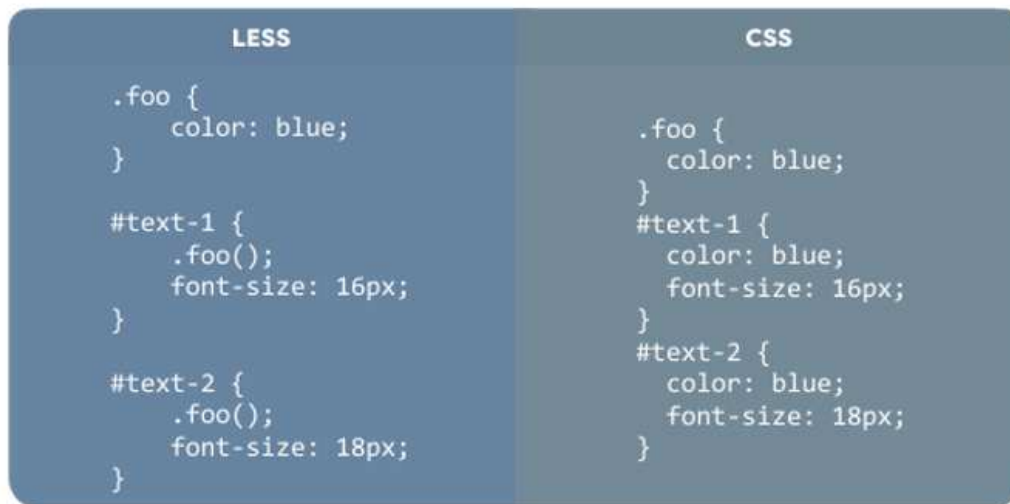 LESS
.foo {
    color: blue;
}
#text-1 {
    .foo();
    font-size: 16px;
}
#text-2 {
    .foo();
    font-size: 18px;
}
CSS
.foo {
  color: blue;
}
#text-1 {
  color: blue;
  font-size: 16px;
}
#text-2 {
  color: blue;
  font-size: 18px;
}